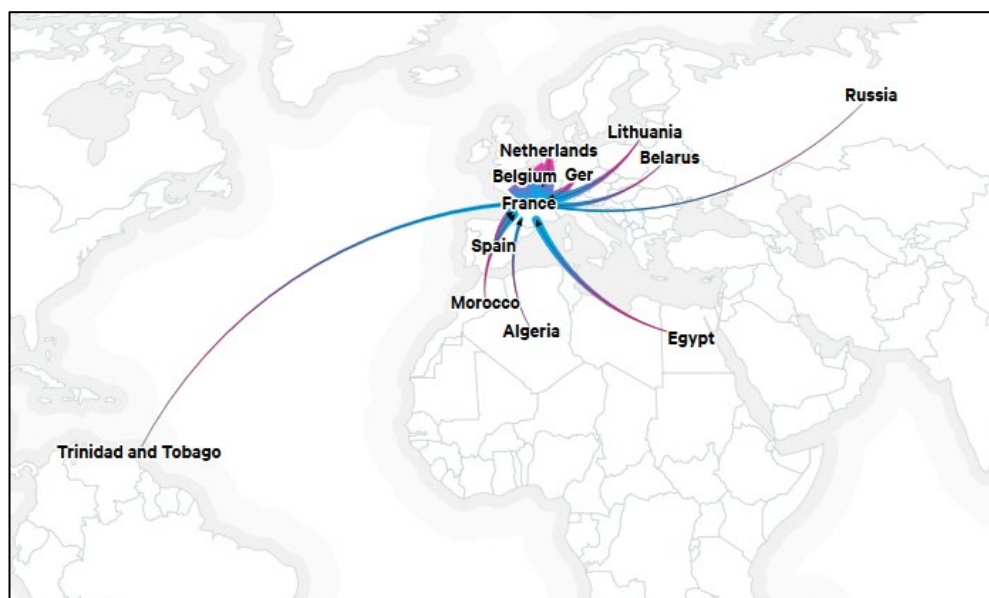 Russia
Lithuania
Netherlands
Belarus
Belgium
Ger
France
Spain
Morocco
Algeria
Egypt
Trinidad and Tobago